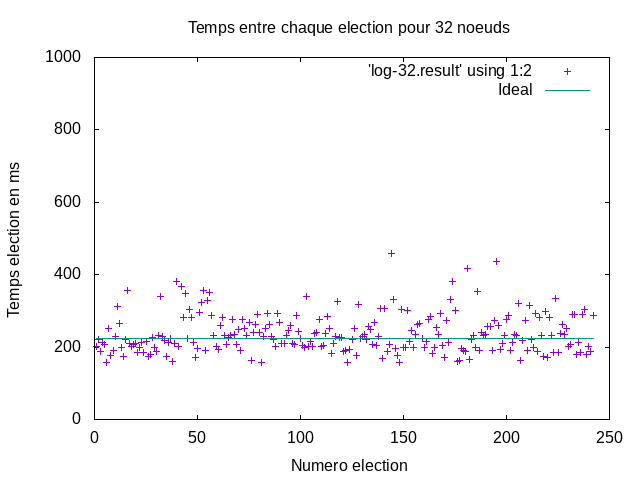 Temps entre chaque election pour 32 noeuds
1000
800
600
400
200
0
Temps election en ms
'log-32.result' using 1:2
Ideal
0 50 100 150 200 250
Numero election